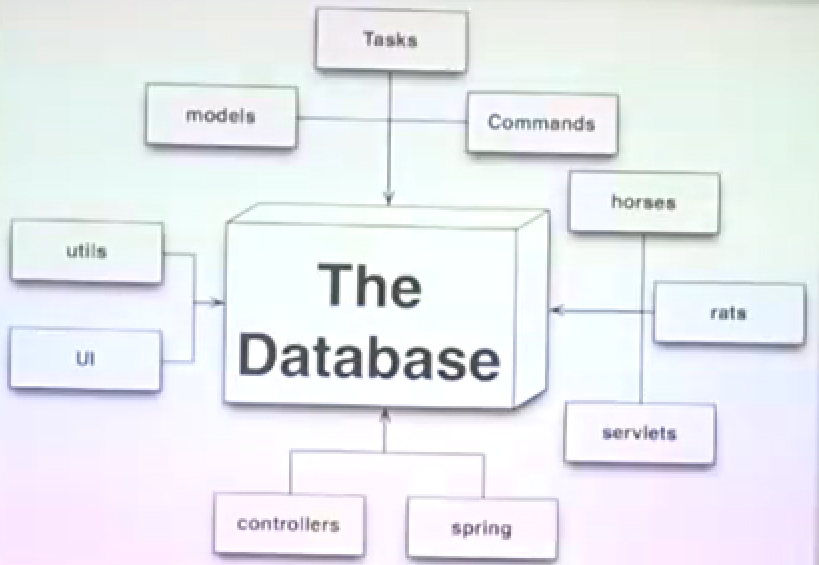 Tasks
models
Commands
horses
utils
The
Database
rats
UI
servlets
controllers
spring